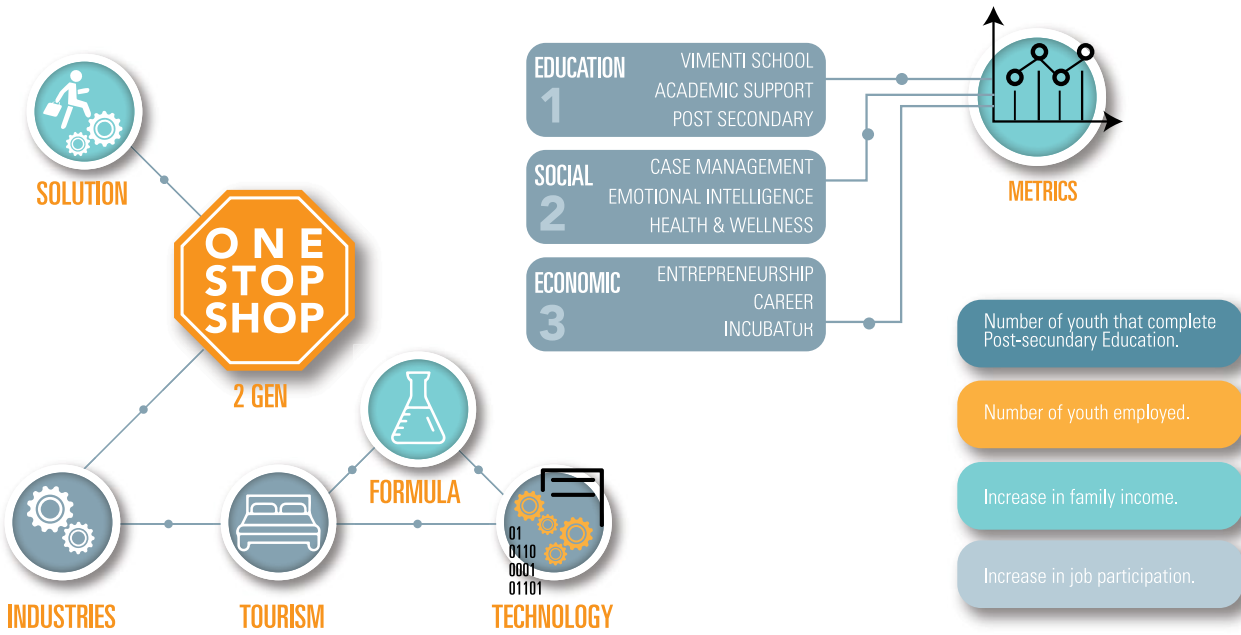 SOLUTION
ONE
STOP
SHOP
2 GEN
INDUSTRIES
TOURISM
FORMULA
01
0110
0001
01101
TECHNOLOGY
EDUCATION
1
VIMENTI SCHOOL
ACADEMIC SUPPORT
POST SECONDARY
SOCIAL
2
CASE MANAGEMENT
EMOTIONAL INTELLIGENCE
HEALTH & WELLNESS
ECONOMIC
3
ENTREPRENEURSHIP
CAREER
INCUBATOR
METRICS
Number of youth that complete
Post-secundary Education.
Number of youth employed.
Increase in family income.
Increase in job participation.